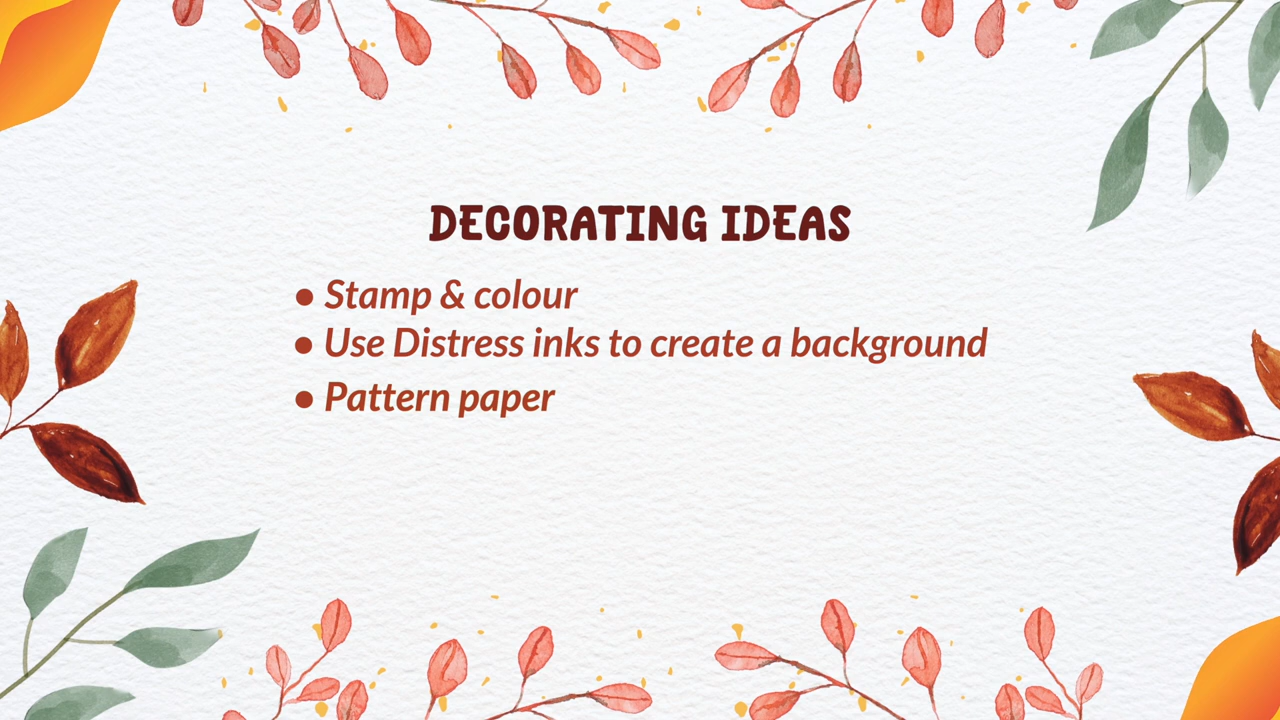 DECORATING IDEAS
• Stamp & colour
• Use Distress inks to create a background
• Pattern paper